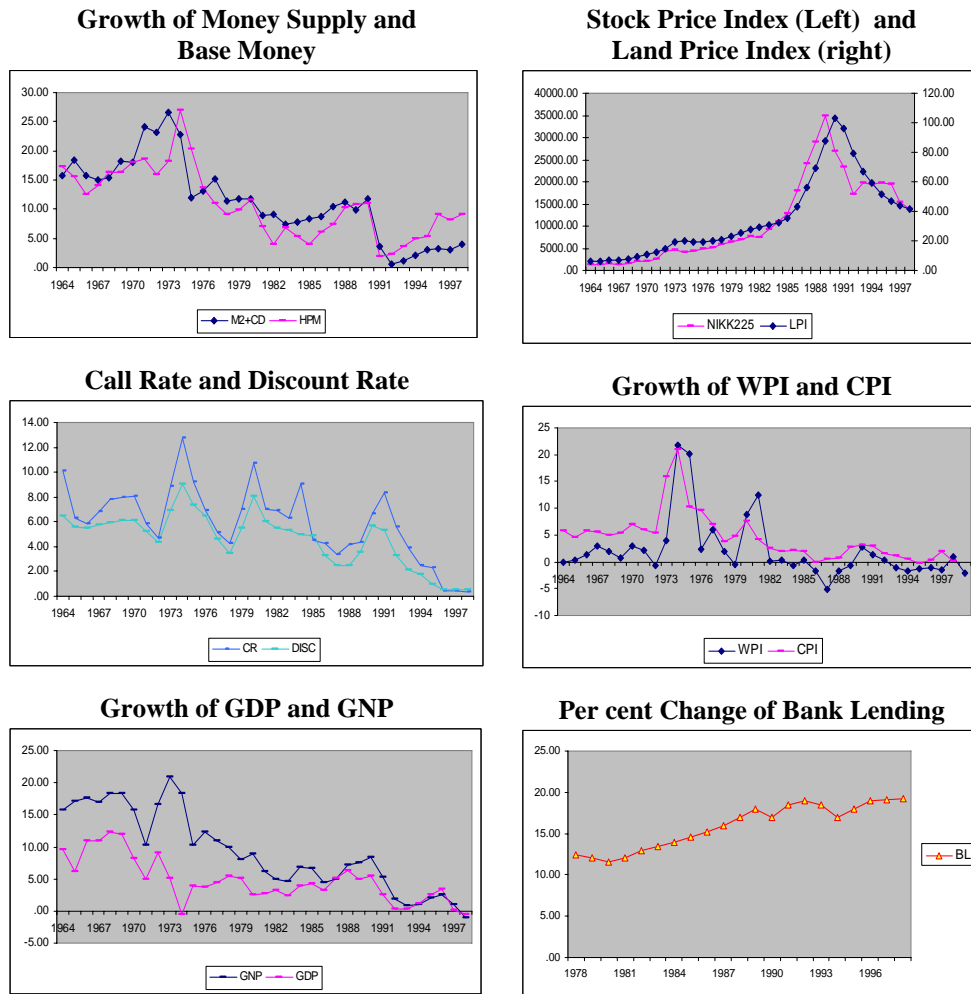 Growth of Money Supply and
Base Money
30.00
25.00
20.00
15.00
10.00
5.00
.00
1964 1967 1970 1973 1976 1979 1982 1985 1988 1991 1994 1997
M2+CD HPM
Stock Price Index (Left) and
Land Price Index (right)
40000.00 120.00
35000.00 100.00
30000.00
25000.00 80.00
20000.00 60.00
15000.00
10000.00 40.00
5000.00 20.00
.00 .00
1964 1967 1970 1973 1976 1979 1982 1985 1988 1991 1994 1997
NIKK225 LPI
Call Rate and Discount Rate
14.00
12.00
10.00
8.00
6.00
4.00
2.00
.00
1964 1967 1970 1973 1976 1979 1982 1985 1988 1991 1994 1997
CR DISC
Growth of WPI and CPI
25
20
15
10
5
0
-5
-10
1964 1967 1970 1973 1976 1979 1982 1985 1988 1991 1994 1997
WPI CPI
Growth of GDP and GNP
25.00
20.00
15.00
10.00
5.00
.00
-5.00
1964 1967 1970 1973 1976 1979 1982 1985 1988 1991 1994 1997
GNP GDP
Per cent Change of Bank Lending
25.00
20.00
15.00
10.00
5.00
.00
1978 1981 1984 1987 1990 1993 1996
BL